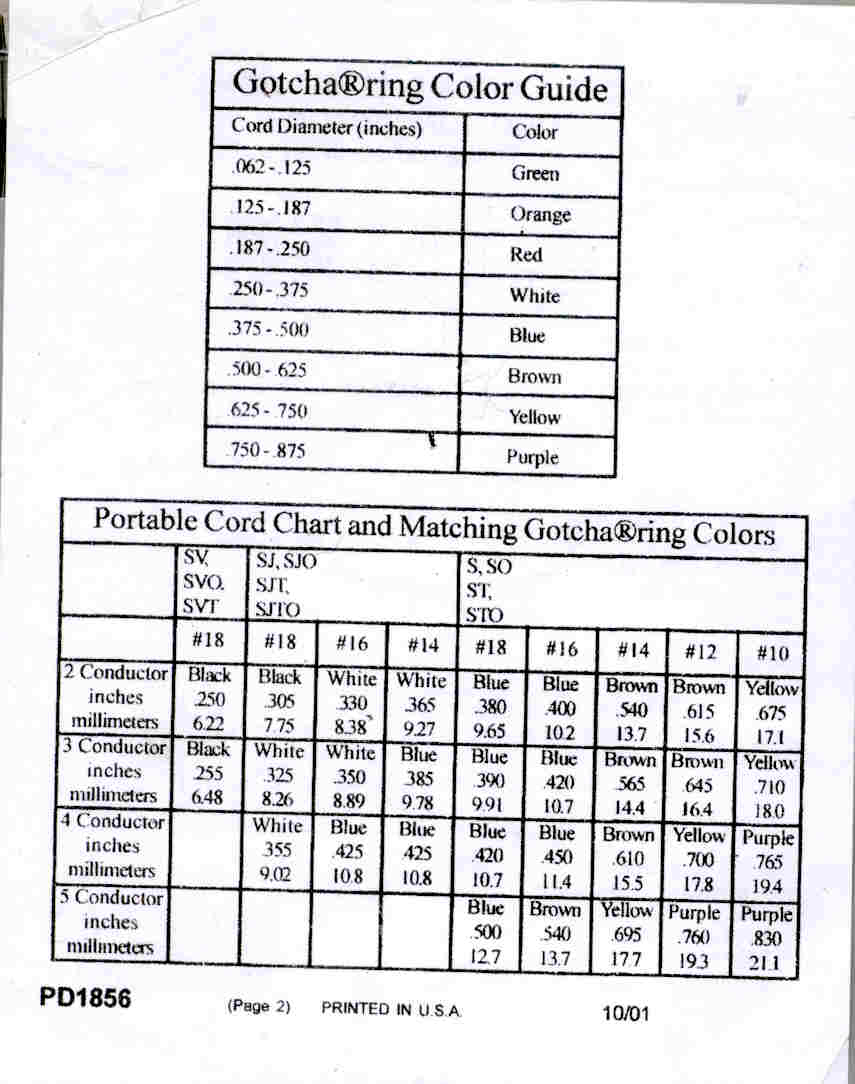 Gotcha®ring Color Guide
Cord Diameter (inches) Color
.062 - .125 Green
.125 - .187 Orange
.187 - .250 Red
.250 - .375 White
.375 - .500 Blue
.500 - .625 Brown
.625 - .750 Yellow
.750 - .875 Purple
Portable Cord Chart and Matching Gotcha®ring Colors
SV, SJ, SJO S, SO
SVO, SJT, ST,
SVT SJTO STO
#18 #18 #16 #14 #18 #16 #14 #12 #10
2 Conductor Black Black White White Blue Blue Brown Brown Yellow
inches .250 .305 .330 .365 .380 .400 .540 .615 .675
millimeters 6.22 7.75 8.38 9.27 9.65 10.2 13.7 15.6 17.1
3 Conductor Black White White Blue Blue Blue Brown Brown Yellow
inches .255 .325 .350 .385 .390 .420 .565 .645 .710
millimeters 6.48 8.26 8.89 9.78 9.91 10.7 14.4 16.4 18.0
4 Conductor White Blue Blue Blue Blue Brown Yellow Purple
inches .355 .425 .425 .420 .450 .610 .700 .765
millimeters 9.02 10.8 10.8 10.7 11.4 15.5 17.8 19.4
5 Conductor Blue Brown Yellow Purple Purple
inches .500 .540 .695 .760 .830
millimeters 12.7 13.7 17.7 19.3 21.1
PD1856 (Page 2) PRINTED IN U.S.A. 10/01